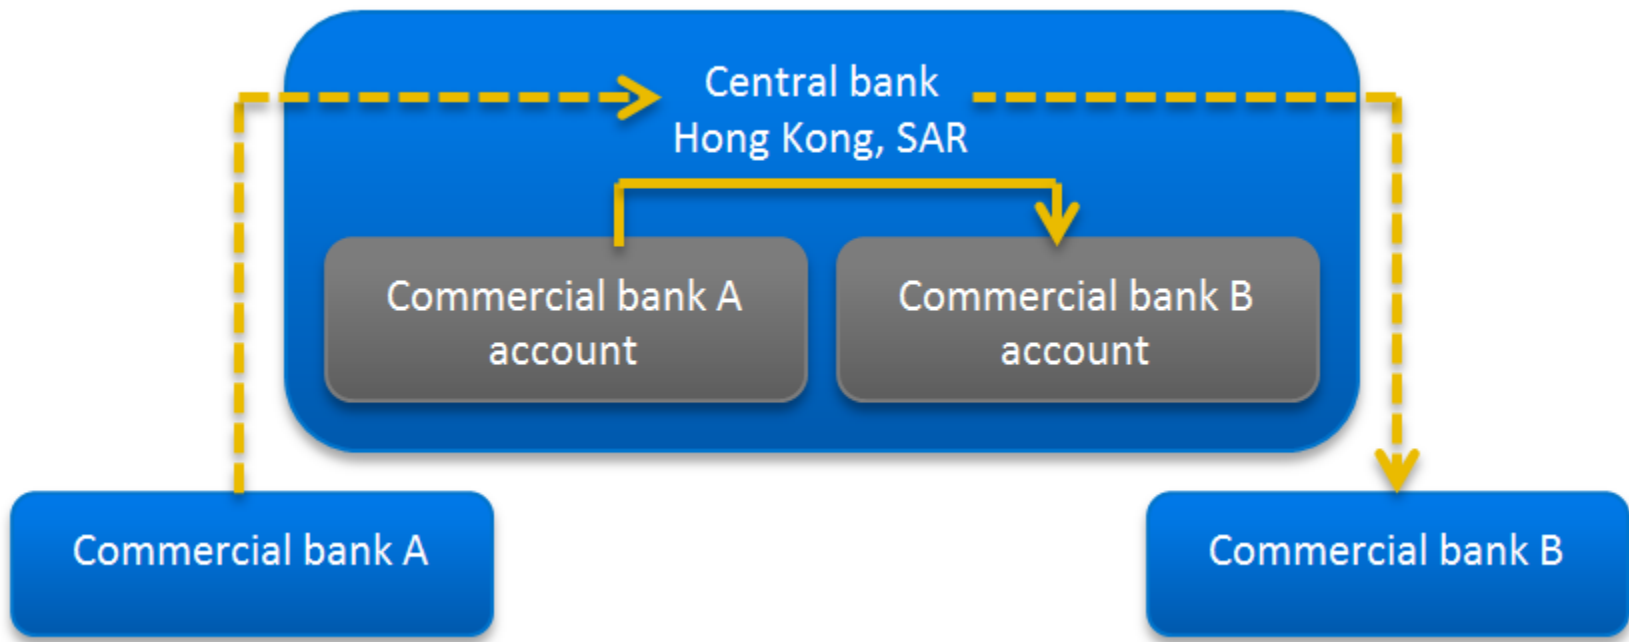 Central bank
Hong Kong, SAR
Commercial bank A
account
Commercial bank B
account
Commercial bank A
Commercial bank B